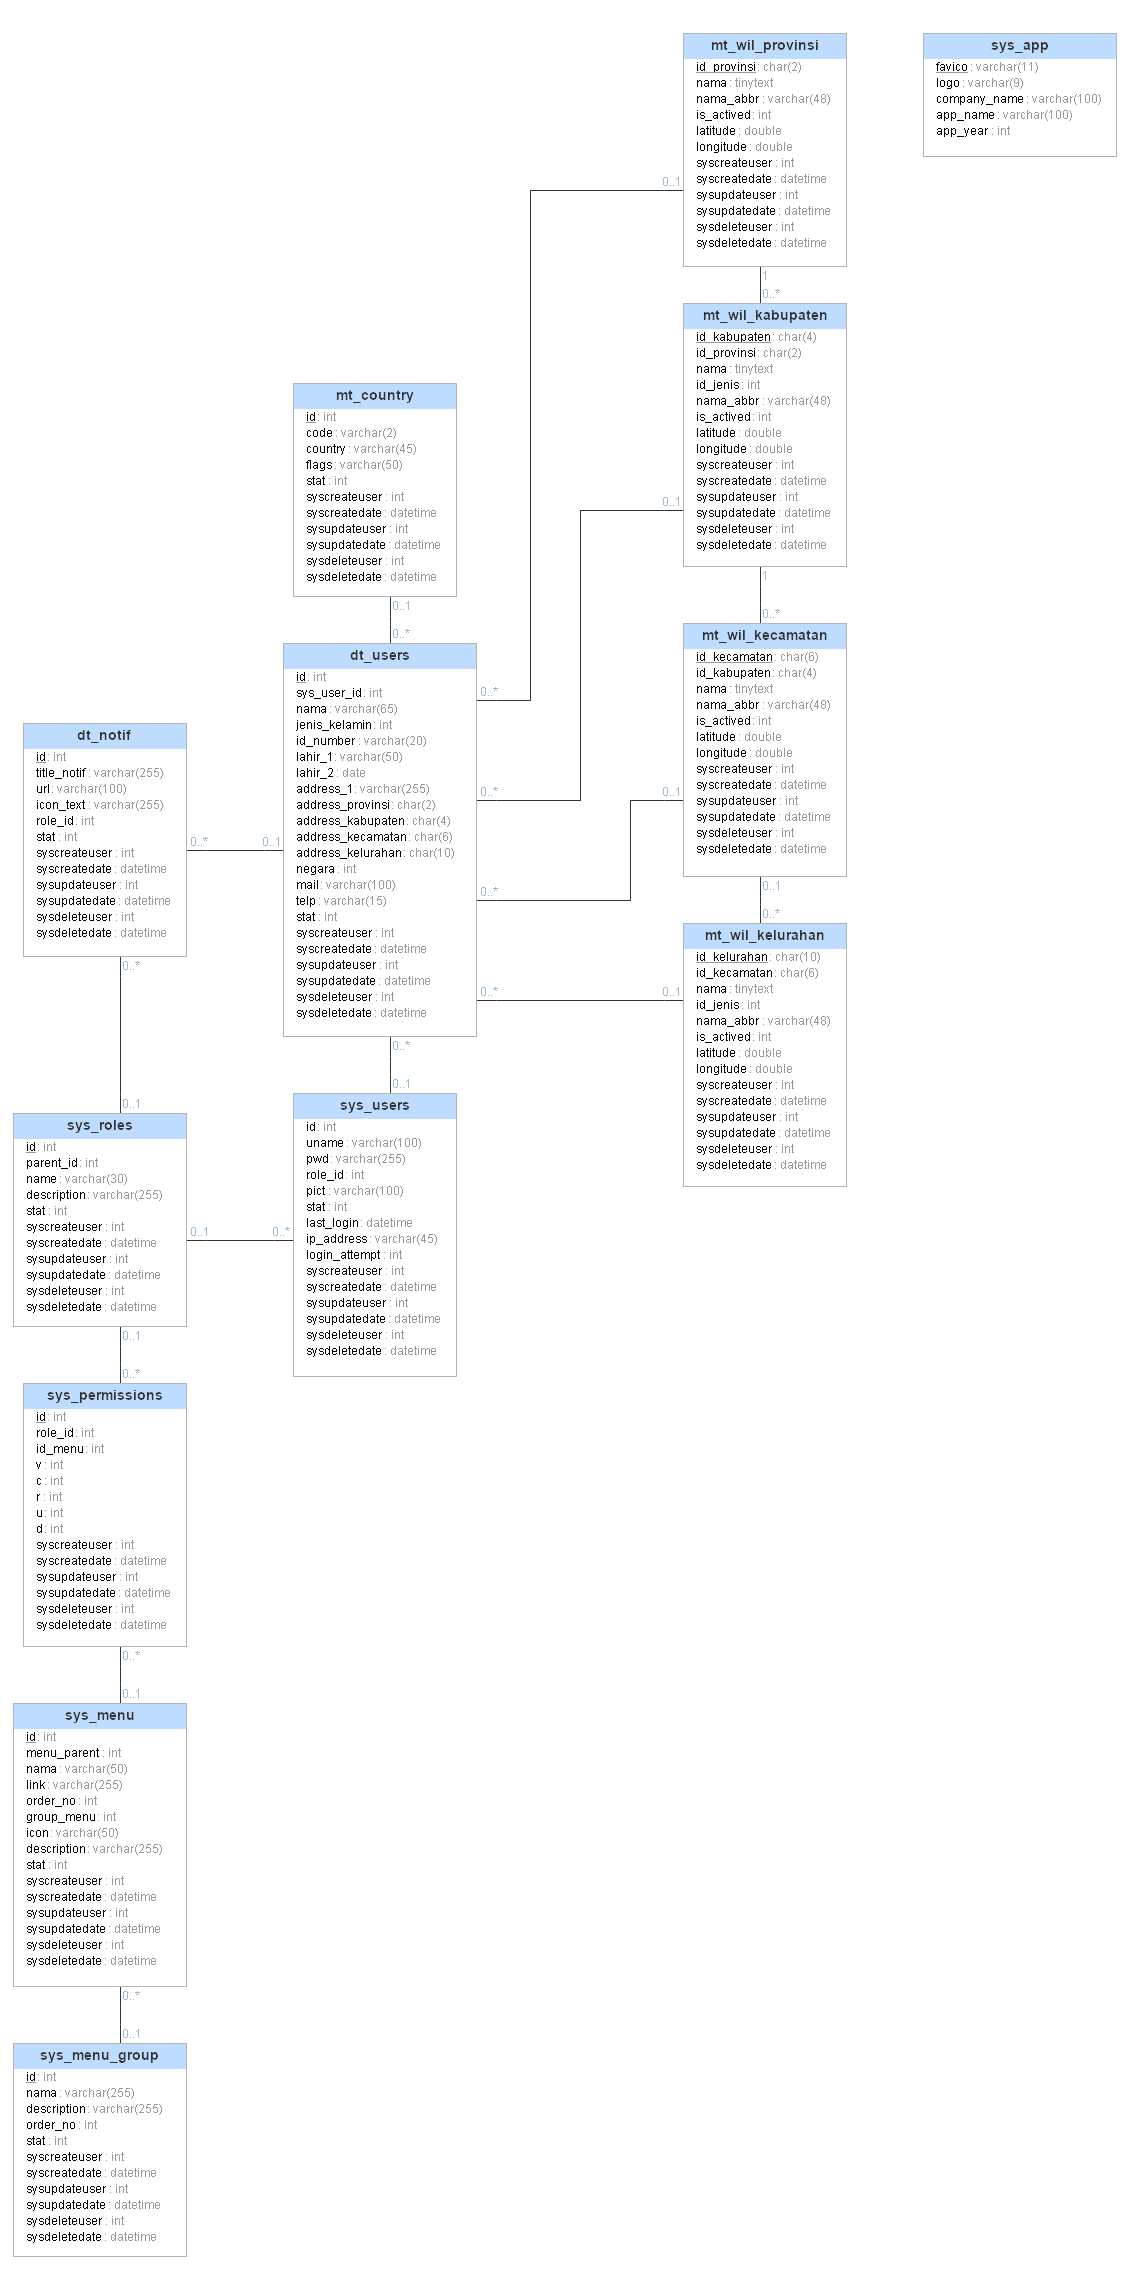 mt_wil_provinsi
id_provinsi: char(2)
nama: tinytext
nama_abbr: varchar(48)
is_actived: int
latitude: double
longitude: double
syscreateuser: int
syscreatedate: datetime
sysupdateuser: int
sysupdatedate: datetime
sysdeleteuser: int
sysdeletedate: datetime
sys_app
favico: varchar(11)
logo: varchar(9)
company_name: varchar(100)
app_name: varchar(100)
app_year: int
0..1
1
0..*
mt_wil_kabupaten
id_kabupaten: char(4)
id_provinsi: char(2)
nama: tinytext
id_jenis: int
nama_abbr: varchar(48)
is_actived: int
latitude: double
longitude: double
syscreateuser: int
syscreatedate: datetime
sysupdateuser: int
sysupdatedate: datetime
sysdeleteuser: int
sysdeletedate: datetime
0..1
1
0..*
mt_country
id: int
code: varchar(2)
country: varchar(45)
flags: varchar(50)
stat: int
syscreateuser: int
syscreatedate: datetime
sysupdateuser: int
sysupdatedate: datetime
sysdeleteuser: int
sysdeletedate: datetime
0..1
0..*
mt_wil_kecamatan
id_kecamatan: char(6)
id_kabupaten: char(4)
nama: tinytext
nama_abbr: varchar(48)
is_actived: int
latitude: double
longitude: double
syscreateuser: int
syscreatedate: datetime
sysupdateuser: int
sysupdatedate: datetime
sysdeleteuser: int
sysdeletedate: datetime
0..1
0..1
0..*
dt_users
id: int
sys_user_id: int
nama: varchar(65)
jenis_kelamin: int
id_number: varchar(20)
lahir_1: varchar(50)
lahir_2: date
address_1: varchar(255)
address_provinsi: char(2)
address_kabupaten: char(4)
address_kecamatan: char(6)
address_kelurahan: char(10)
negara: int
mail: varchar(100)
telp: varchar(15)
stat: int
syscreateuser: int
syscreatedate: datetime
sysupdateuser: int
sysupdatedate: datetime
sysdeleteuser: int
sysdeletedate: datetime
0..*
0..*
0..*
0..*
0..1
0..*
0..1
dt_notif
id: int
title_notif: varchar(255)
url: varchar(100)
icon_text: varchar(255)
role_id: int
stat: int
syscreateuser: int
syscreatedate: datetime
sysupdateuser: int
sysupdatedate: datetime
sysdeleteuser: int
sysdeletedate: datetime
0..*
0..1
0..*
0..1
mt_wil_kelurahan
id_kelurahan: char(10)
id_kecamatan: char(6)
nama: tinytext
id_jenis: int
nama_abbr: varchar(48)
is_actived: int
latitude: double
longitude: double
syscreateuser: int
syscreatedate: datetime
sysupdateuser: int
sysupdatedate: datetime
sysdeleteuser: int
sysdeletedate: datetime
sys_users
id: int
uname: varchar(100)
pwd: varchar(255)
role_id: int
pict: varchar(100)
stat: int
last_login: datetime
ip_address: varchar(45)
login_attempt: int
syscreateuser: int
syscreatedate: datetime
sysupdateuser: int
sysupdatedate: datetime
sysdeleteuser: int
sysdeletedate: datetime
sys_roles
id: int
parent_id: int
name: varchar(30)
description: varchar(255)
stat: int
syscreateuser: int
syscreatedate: datetime
sysupdateuser: int
sysupdatedate: datetime
sysdeleteuser: int
sysdeletedate: datetime
0..1
0..*
0..1
0..*
sys_permissions
id: int
role_id: int
id_menu: int
v: int
c: int
r: int
u: int
d: int
syscreateuser: int
syscreatedate: datetime
sysupdateuser: int
sysupdatedate: datetime
sysdeleteuser: int
sysdeletedate: datetime
0..*
0..1
sys_menu
id: int
menu_parent: int
nama: varchar(50)
link: varchar(255)
order_no: int
group_menu: int
icon: varchar(50)
description: varchar(255)
stat: int
syscreateuser: int
syscreatedate: datetime
sysupdateuser: int
sysupdatedate: datetime
sysdeleteuser: int
sysdeletedate: datetime
0..*
0..1
sys_menu_group
id: int
nama: varchar(255)
description: varchar(255)
order_no: int
stat: int
syscreateuser: int
syscreatedate: datetime
sysupdateuser: int
sysupdatedate: datetime
sysdeleteuser: int
sysdeletedate: datetime